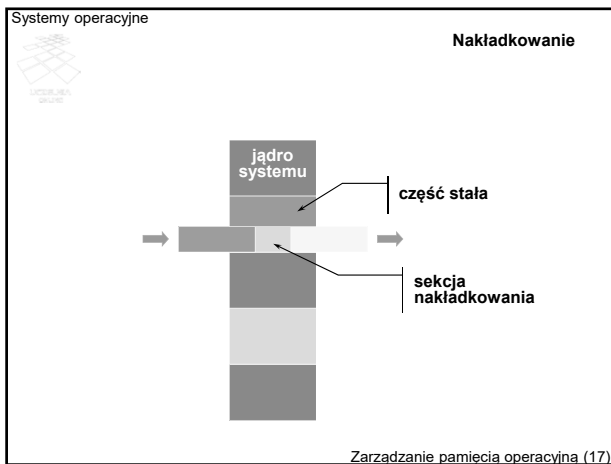 Systemy operacyjne
Nakładkowanie
jądro
systemu
część stała
sekcja
nakładkowania
Zarządzanie pamięcią operacyjną (17)